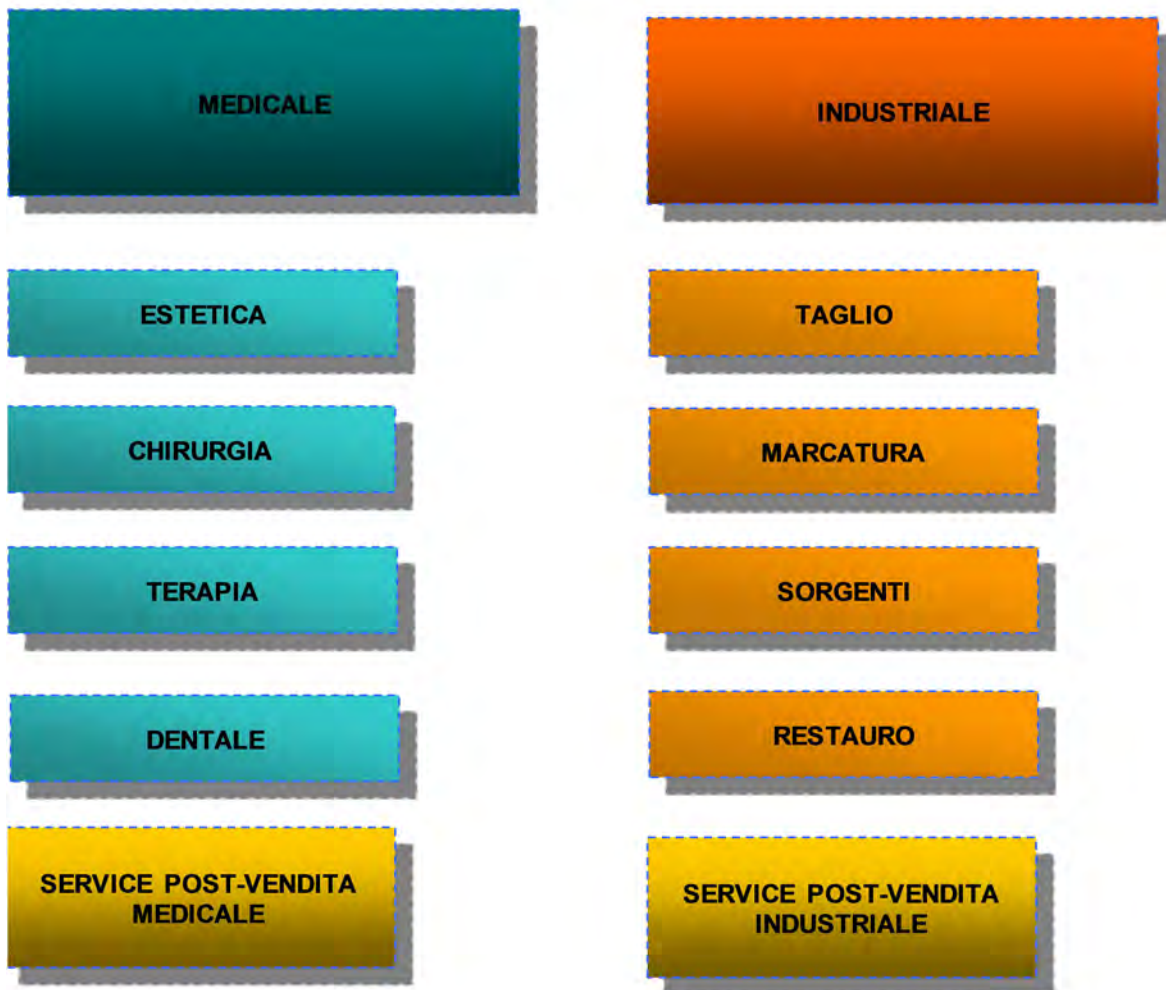 MEDICALE
INDUSTRIALE
ESTETICA
TAGLIO
CHIRURGIA
MARCATURA
TERAPIA
SORGENTI
DENTALE
RESTAURO
SERVICE POST-VENDITA
MEDICALE
SERVICE POST-VENDITA
INDUSTRIALE